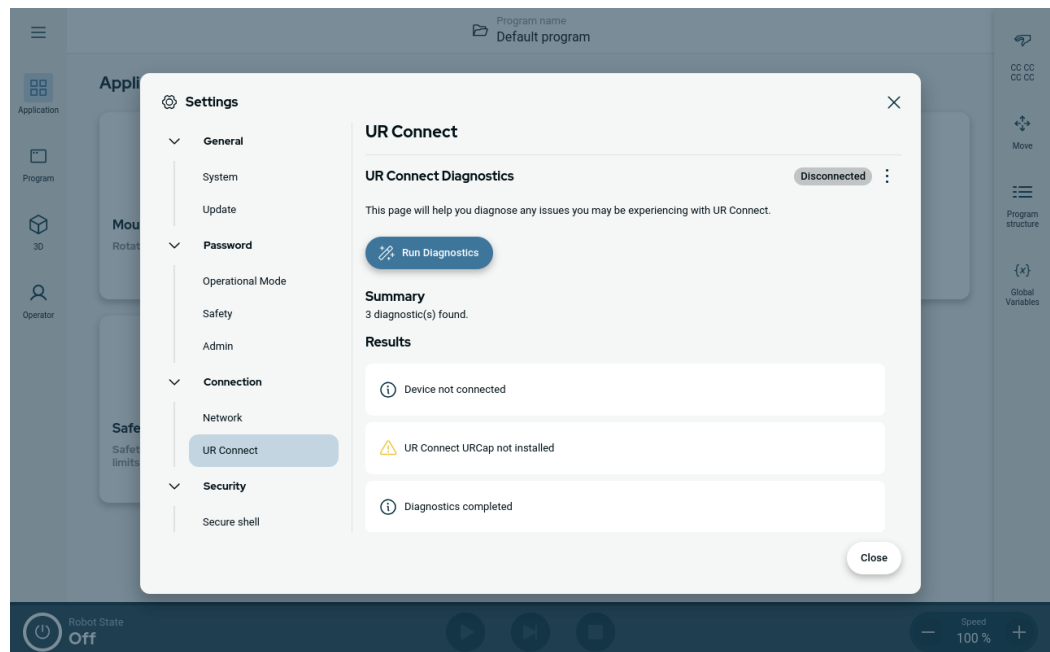 Program name
Default program
Application
Program
3D
Operator
Appli
Mou
Rotat
Safe
Safet
limits
Settings
General
System
Update
Password
Operational Mode
Safety
Admin
Connection
Network
UR Connect
Security
Secure shell
UR Connect
UR Connect Diagnostics
Disconnected
This page will help you diagnose any issues you may be experiencing with UR Connect.
Run Diagnostics
Summary
3 diagnostic(s) found.
Results
Device not connected
UR Connect URCap not installed
Diagnostics completed
Close
CC CC
CC CC
Move
Program
structure
{x}
Global
Variables
Robot State
Off
Speed
100 %